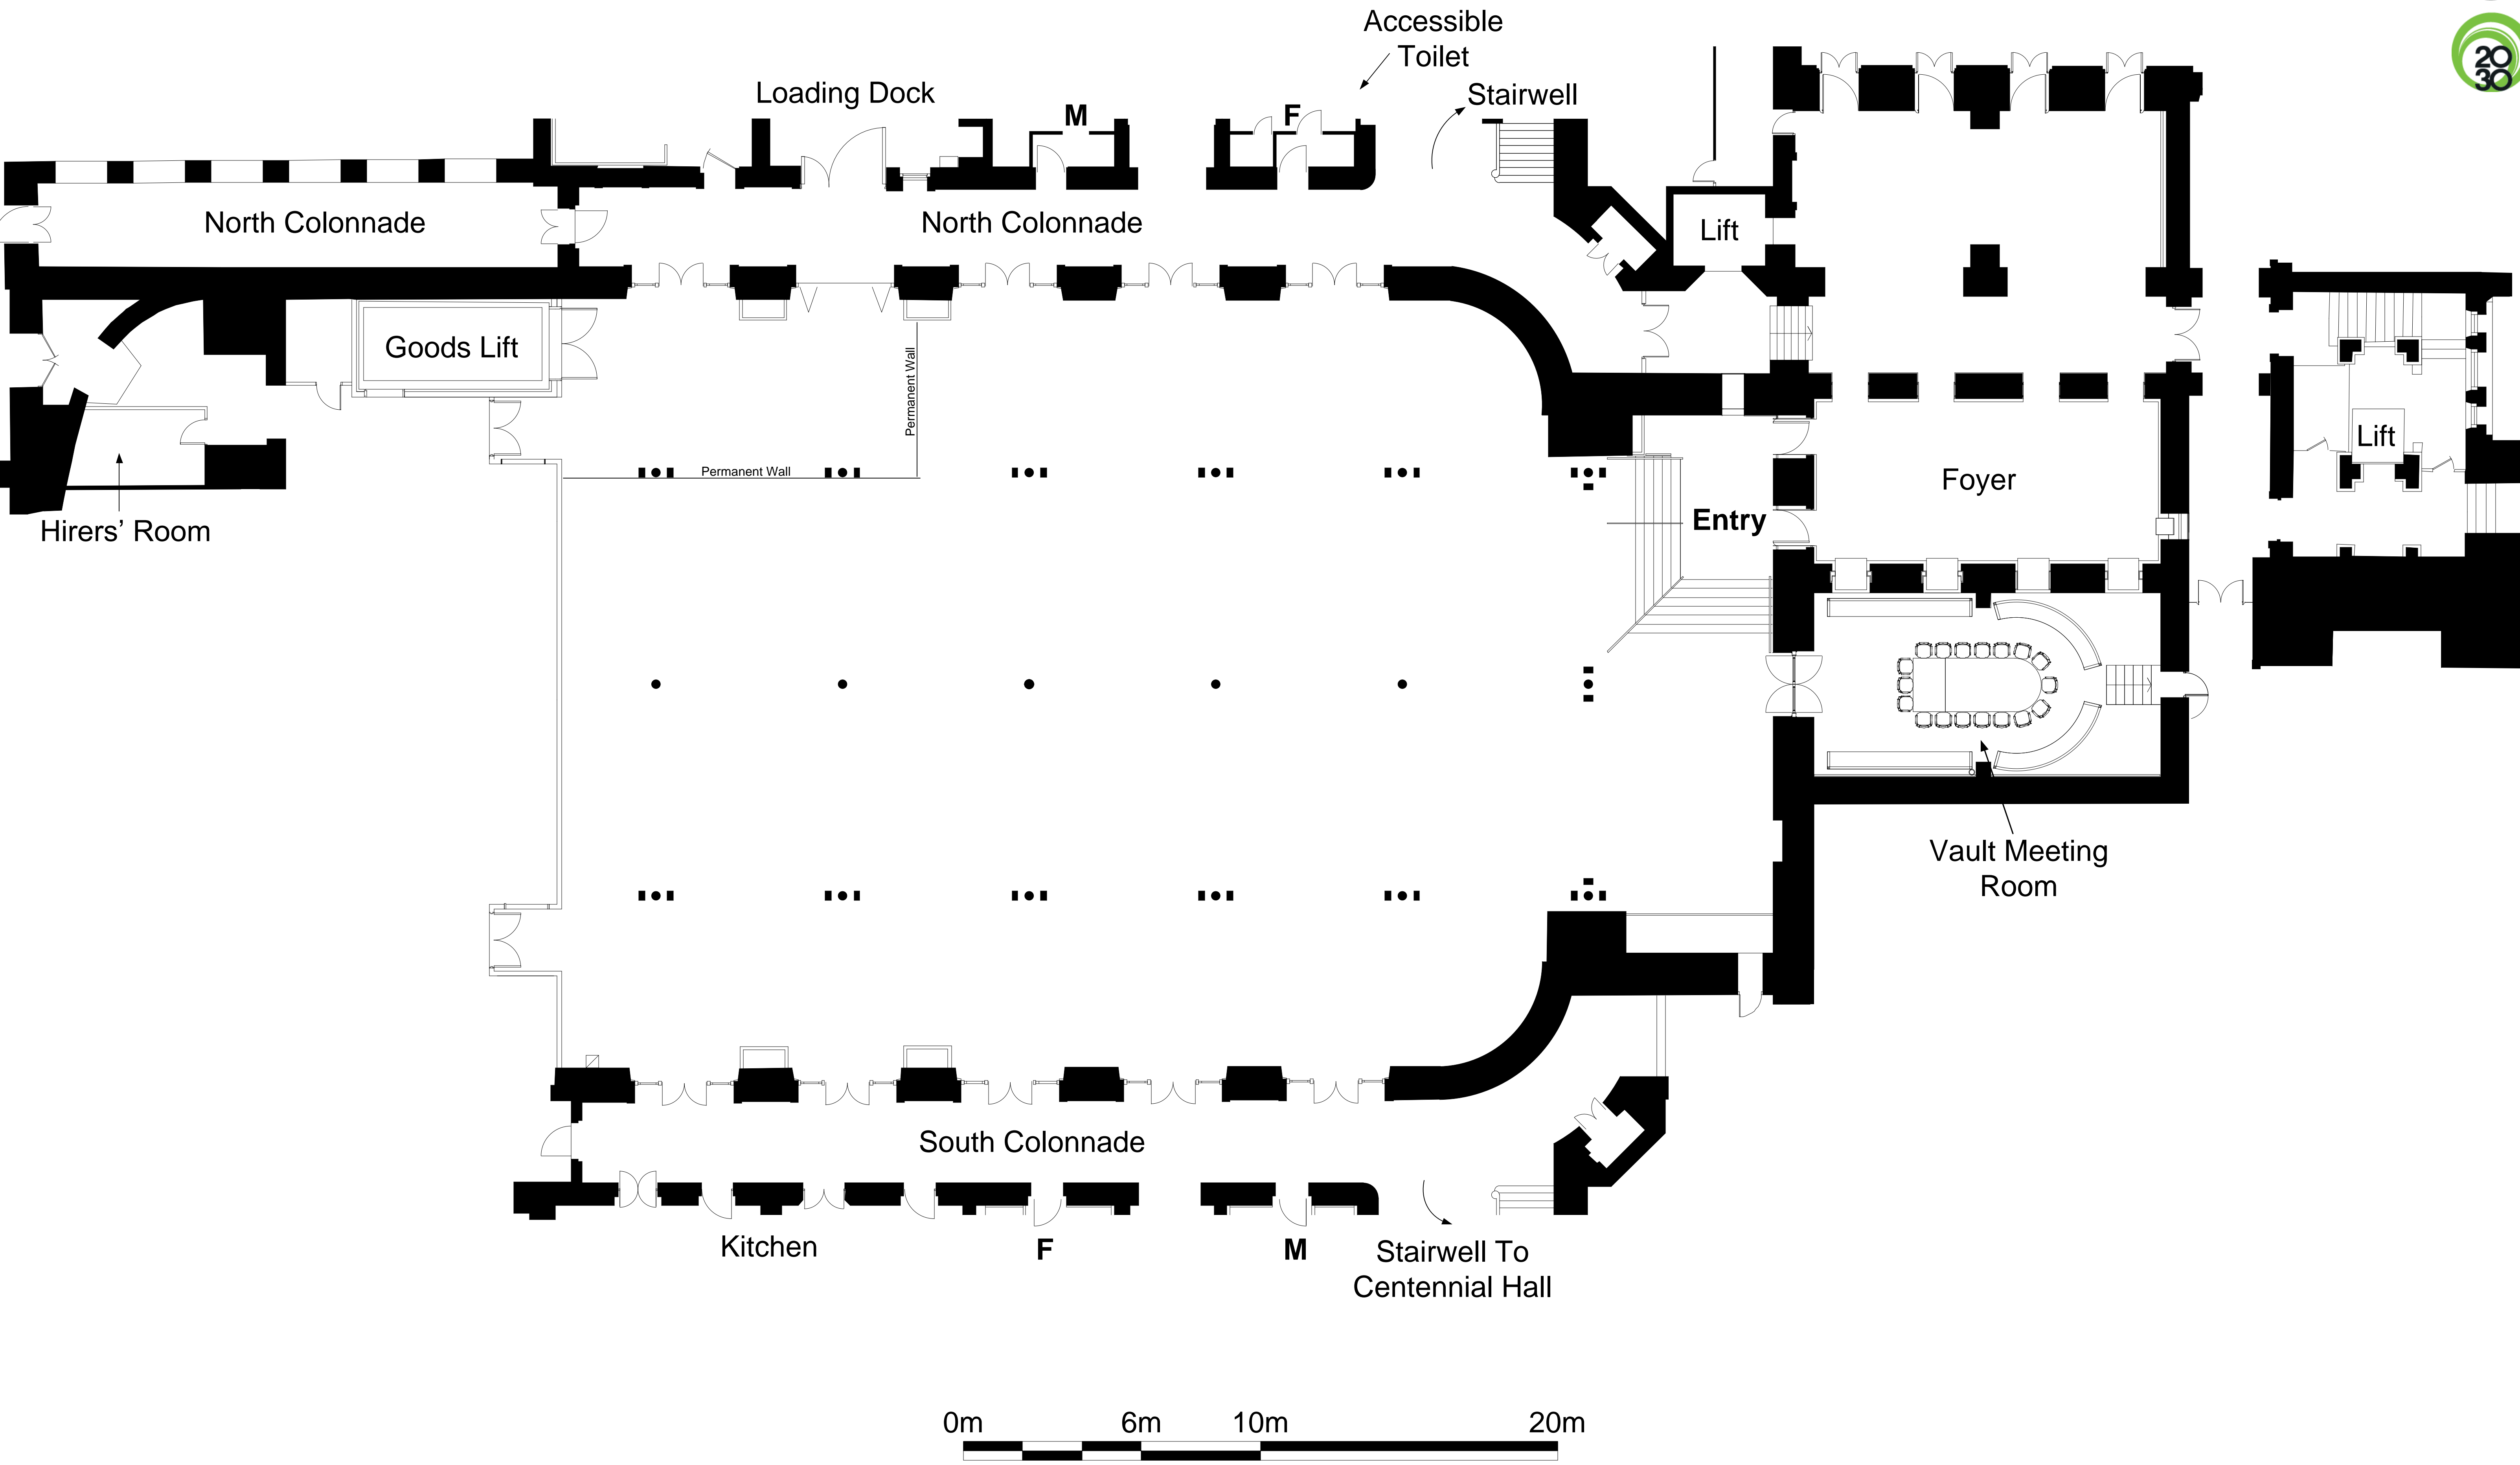 Accessible
Toilet
20
30
Loading Dock
M
F
Stairwell
North Colonnade
North Colonnade
Lift
Goods Lift
Permanent Wall
Permanent Wall
Lift
Foyer
Entry
Hirers’ Room
Vault Meeting
Room
South Colonnade
Kitchen
F
M
Stairwell To
Centennial Hall
0m
6m
10m
20m